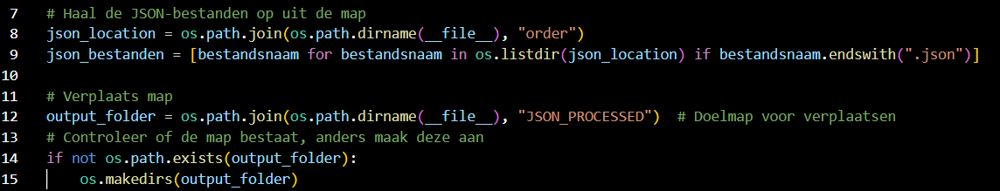 7 # Haal de JSON-bestanden op uit de map
8 json_location = os.path.join(os.path.dirname(__file__), "order")
9 json_bestanden = [bestandsnaam for bestandsnaam in os.listdir(json_location) if bestandsnaam.endswith(".json")]
10
11 # Verplaats map
12 output_folder = os.path.join(os.path.dirname(__file__), "JSON_PROCESSED")  # Doelmap voor verplaatsen
13 # Controleer of de map bestaat, anders maak deze aan
14 if not os.path.exists(output_folder):
15     os.makedirs(output_folder)